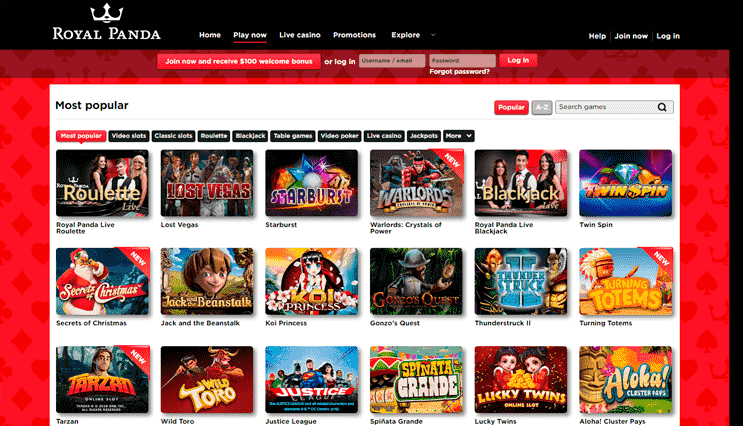 ROYAL PANDA
Home Play now Live casino Promotions Explore
Help Join now Log in
Join now and receive $100 welcome bonus or log in Username / email Password Log in
Forgot password?
Most popular
Popular A-Z Search games
Most popular Video slots Classic slots Roulette Blackjack Table games Video poker Live casino Jackpots More
ROYAL PANDA
Roulette
Live
LOST VEGAS
STARBURST
NEW
WARLORDS
CRYSTALS OF POWER
ROYAL PANDA
Blackjack
Live
TWIN SPIN
Royal Panda Live
Roulette
Lost Vegas
Starburst
Warlords: Crystals of
Power
Royal Panda Live
Blackjack
Twin Spin
NEW
Secrets of Christmas
Jack and the Beanstalk
KOI
PRINCESS
GONZO'S QUEST
THUNDER
STRUCK
II
NEW
TURNING
TOTEMS
Secrets of Christmas
Jack and the Beanstalk
Koi Princess
Gonzo's Quest
Thunderstruck II
Turning Totems
NEW
TARZAN
ONLINE SLOT
WILD
TORO
JUSTICE
LEAGUE
SPIÑATA
GRANDE
LUCKY TWINS
ONLINE SLOT
Aloha!
CLUSTER PAYS
Tarzan
Wild Toro
Justice League
Spiñata Grande
Lucky Twins
Aloha! Cluster Pays